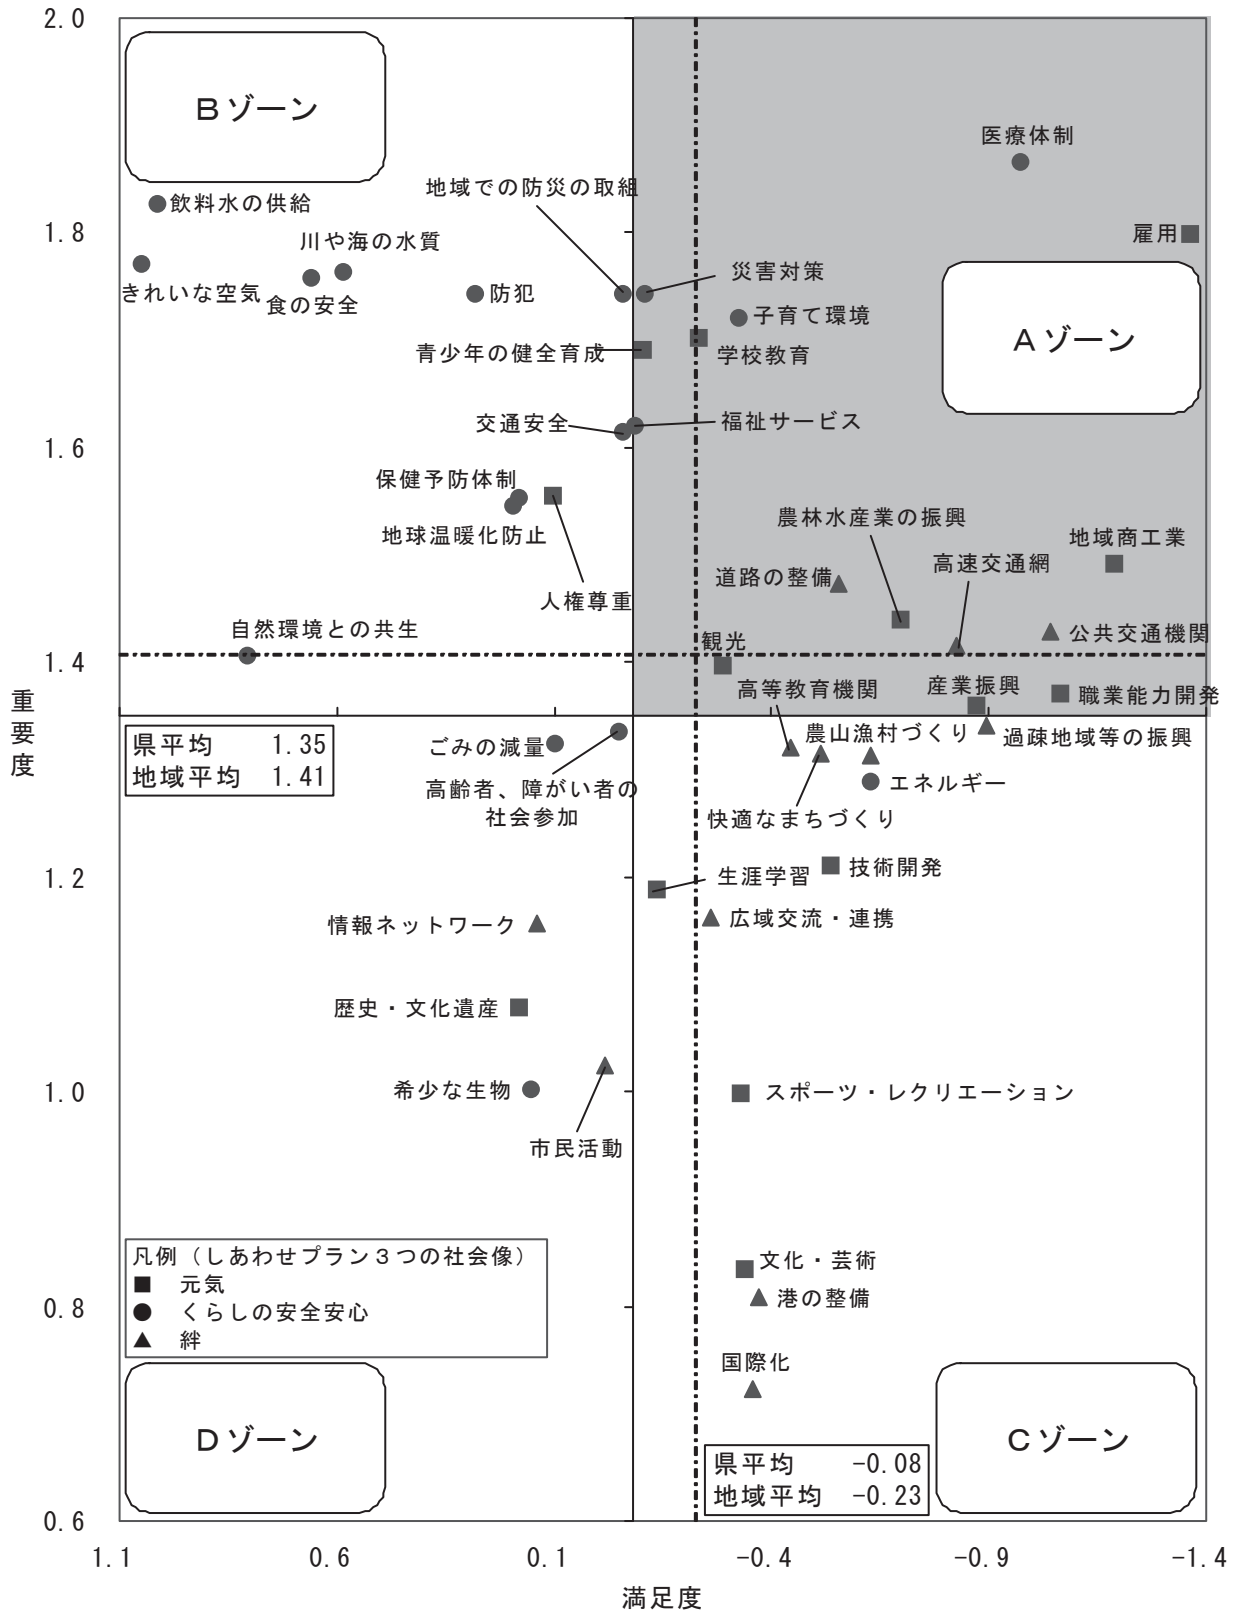 2.0
Bゾーン
医療体制
地域での防災の取組
飲料水の供給
1.8
川や海の水質
雇用
災害対策
きれいな空気
食の安全
防犯
子育て環境
Aゾーン
青少年の健全育成
学校教育
交通安全
福祉サービス
1.6
保健予防体制
農林水産業の振興
地球温暖化防止
地域商工業
高速交通網
道路の整備
人権尊重
自然環境との共生
公共交通機関
観光
1.4
高等教育機関
産業振興
職業能力開発
重要度
農山漁村づくり
過疎地域等の振興
県平均 1.35
地域平均 1.41
ごみの減量
エネルギー
高齢者、障がい者の
社会参加
快適なまちづくり
1.2
生涯学習
技術開発
情報ネットワーク
広域交流・連携
歴史・文化遺産
1.0
希少な生物
スポーツ・レクリエーション
市民活動
凡例（しあわせプラン３つの社会像）
■ 元気
● くらしの安全安心
▲ 絆
文化・芸術
港の整備
0.8
国際化
Dゾーン
Cゾーン
県平均 -0.08
地域平均 -0.23
0.6
1.1 0.6 0.1 -0.4 -0.9 -1.4
満足度